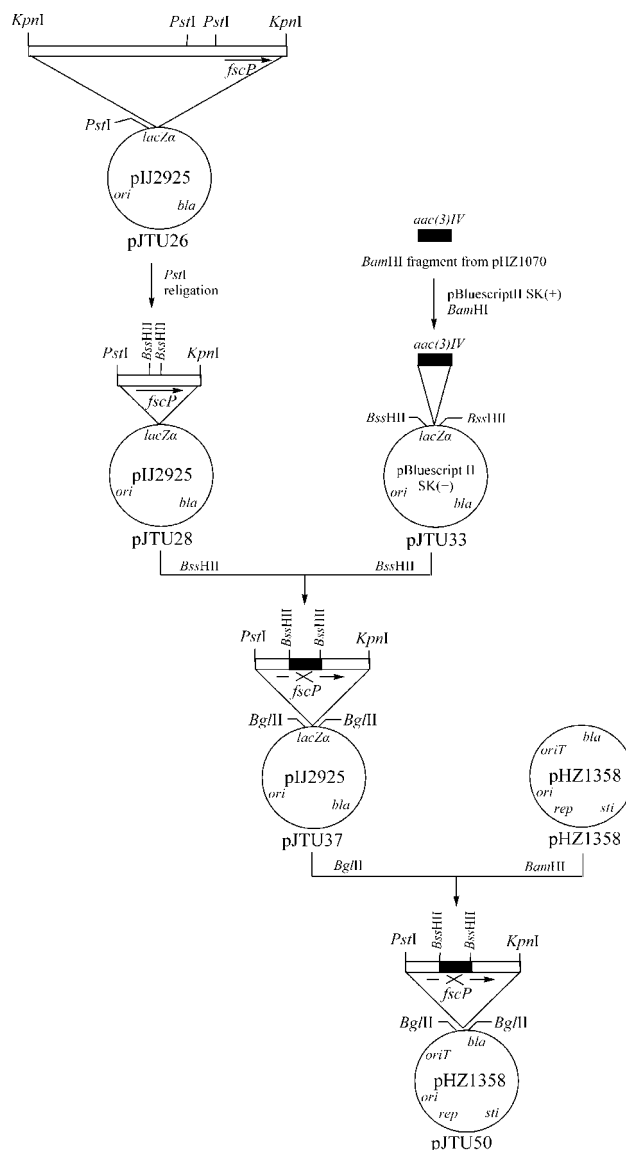 KpnI PstI PstI KpnI
fscP
PstI
lacZα
pIJ2925
ori
bla
pJTU26
aac(3)IV
BamHI fragment from pHZ1070
PstI
religation
pBluescriptII SK(+)
BamHI
BssHII
BssHII
PstI KpnI
fscP
lacZα
pIJ2925
ori
bla
pJTU28
aac(3)IV
BssHII BssHII
lacZα
pBluescript II
SK(−)
ori
bla
pJTU33
BssHII BssHII
BssHII
BssHII
PstI KpnI
fscP
BglII BglII
lacZα
pIJ2925
ori
bla
pJTU37
oriT bla
pHZ1358
ori
rep sti
pHZ1358
BglII BamHI
BssHII
BssHII
PstI KpnI
fscP
BglII BglII
bla
oriT
pHZ1358
ori
rep sti
pJTU50